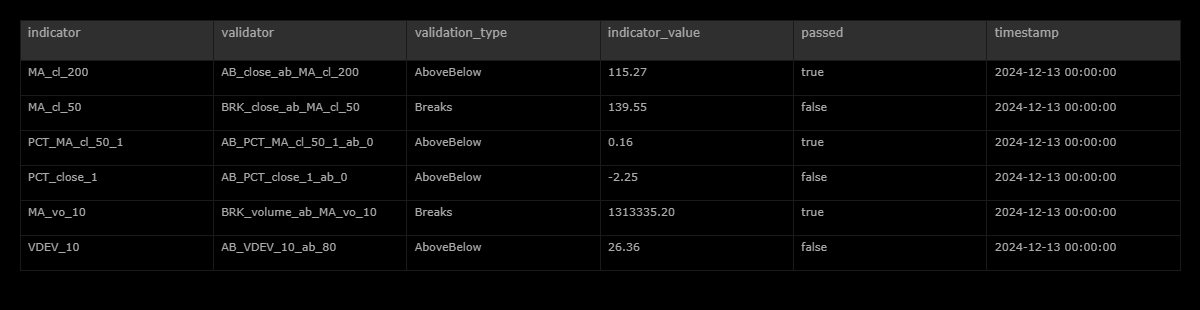 indicator validator validation_type indicator_value passed timestamp
MA_cl_200 AB_close_ab_MA_cl_200 AboveBelow 115.27 true 2024-12-13 00:00:00
MA_cl_50 BRK_close_ab_MA_cl_50 Breaks 139.55 false 2024-12-13 00:00:00
PCT_MA_cl_50_1 AB_PCT_MA_cl_50_1_ab_0 AboveBelow 0.16 true 2024-12-13 00:00:00
PCT_close_1 AB_PCT_close_1_ab_0 AboveBelow -2.25 false 2024-12-13 00:00:00
MA_vo_10 BRK_volume_ab_MA_vo_10 Breaks 1313335.20 true 2024-12-13 00:00:00
VDEV_10 AB_VDEV_10_ab_80 AboveBelow 26.36 false 2024-12-13 00:00:00